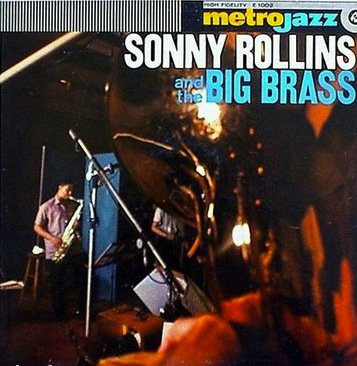 HIGH FIDELITY E 1002
metrojazz
SONNY ROLLINS
and the BIG BRASS